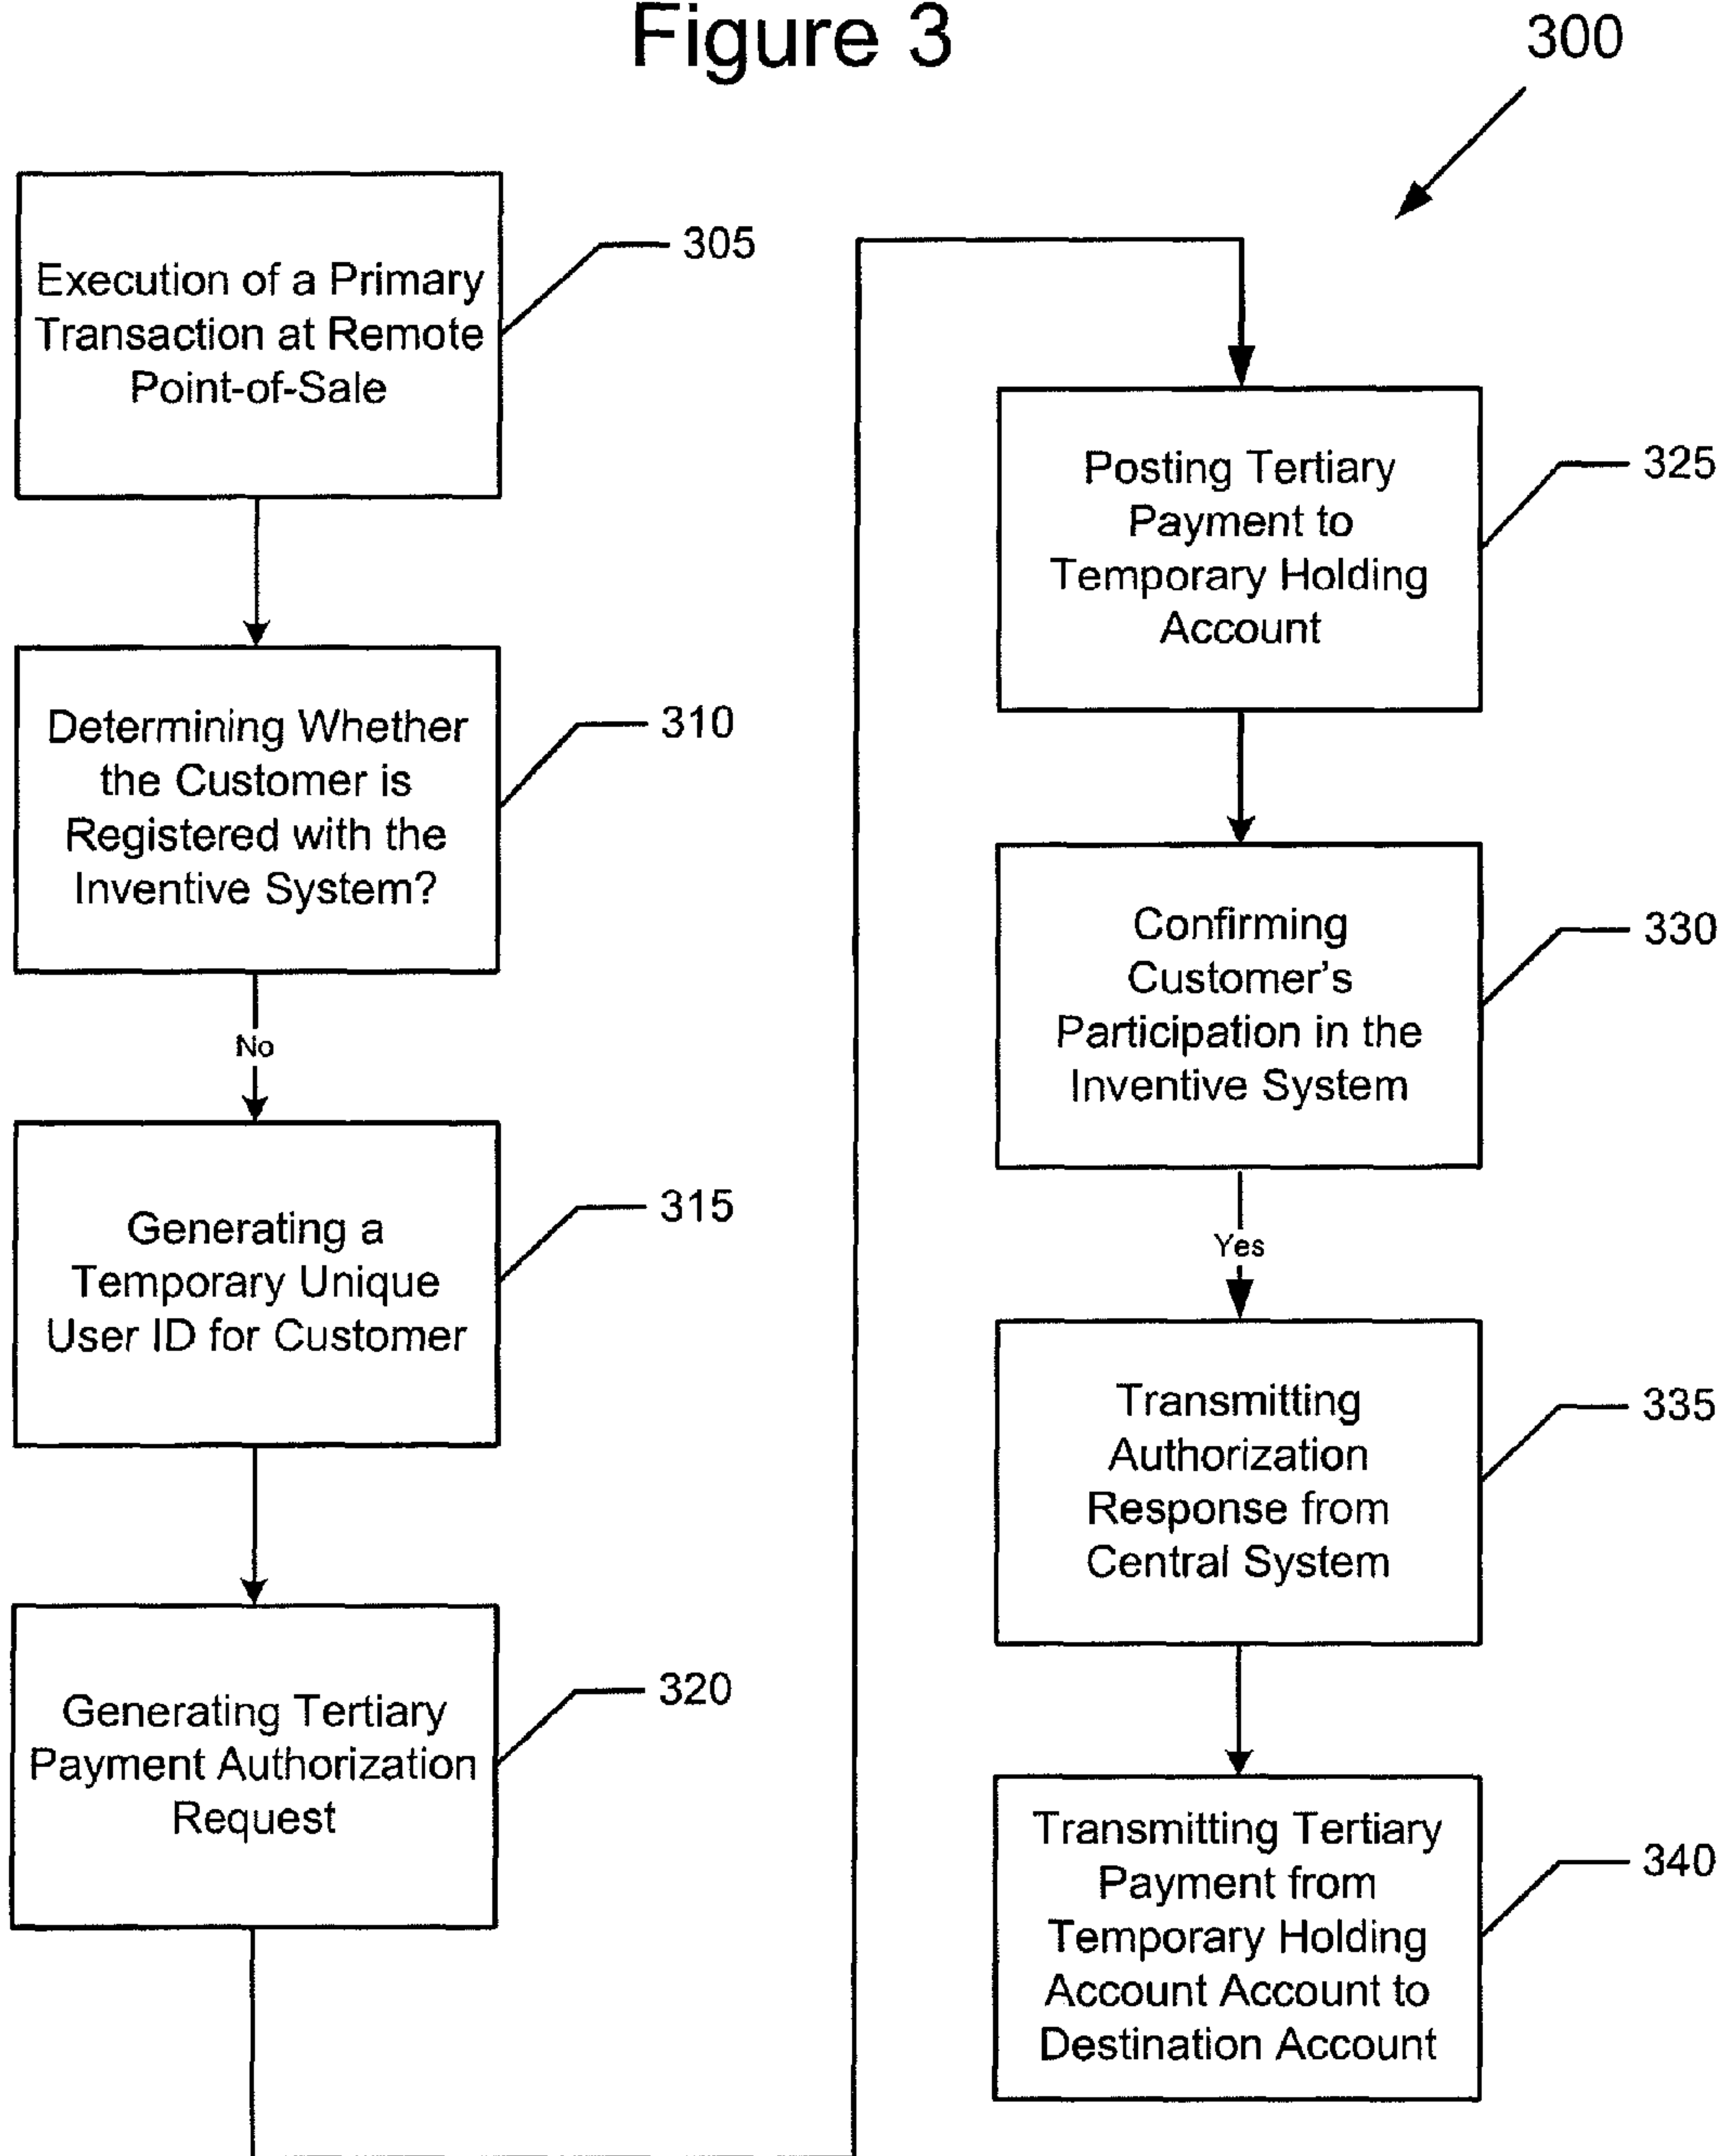 Figure 3
300
Execution of a Primary
Transaction at Remote
Point-of-Sale
305
Determining Whether
the Customer is
Registered with the
Inventive System?
310
No
Generating a
Temporary Unique
User ID for Customer
315
Generating Tertiary
Payment Authorization
Request
320
Posting Tertiary
Payment to
Temporary Holding
Account
325
Confirming
Customer's
Participation in the
Inventive System
330
Yes
Transmitting
Authorization
Response from
Central System
335
Transmitting Tertiary
Payment from
Temporary Holding
Account Account to
Destination Account
340